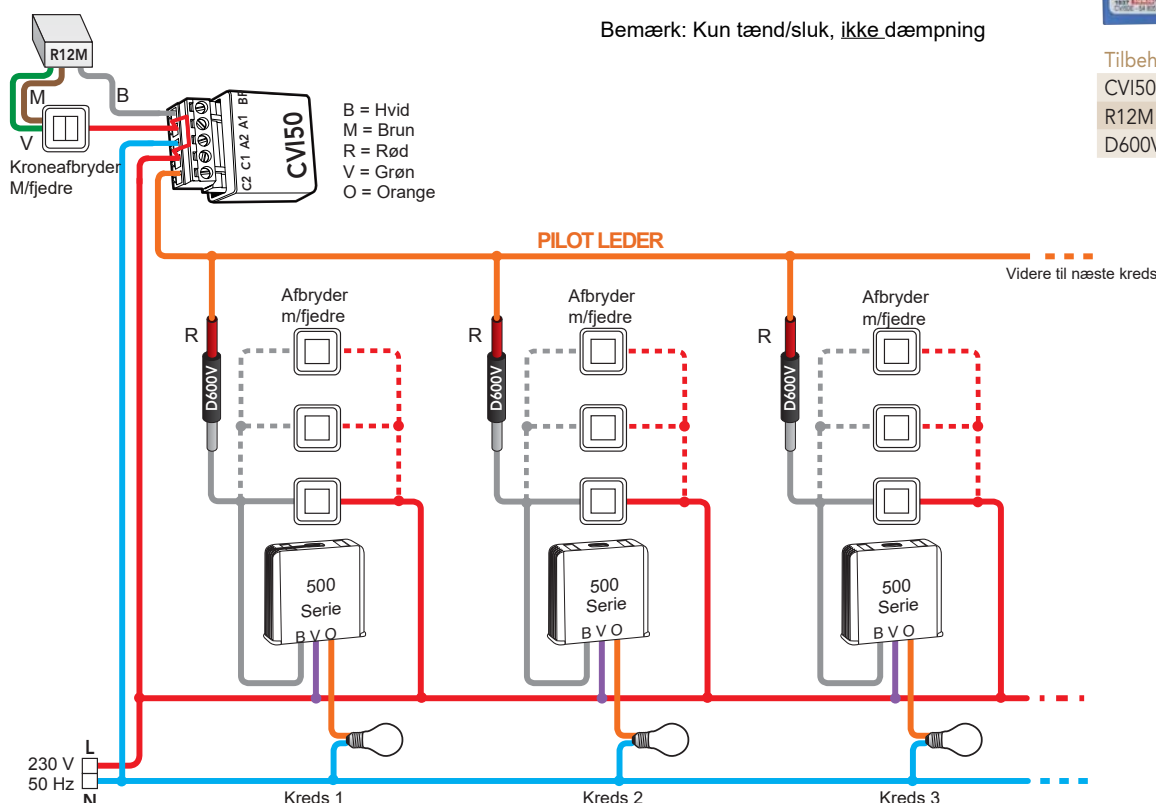 Bemærk: Kun tænd/sluk, ikke dæmpning
Tilbeh
CVI50
R12M
D600V
R12M
M
B
V
Kroneafbryder
M/fjedre
BP
A1
A2
C1
C2
CVI50
B = Hvid
M = Brun
R = Rød
V = Grøn
O = Orange
PILOT LEDER
Videre til næste kreds
Afbryder
m/fjedre
R
D600V
500
Serie
B V O
Afbryder
m/fjedre
R
D600V
500
Serie
B V O
Afbryder
m/fjedre
R
D600V
500
Serie
B V O
L
230 V
50 Hz
N
Kreds 1
Kreds 2
Kreds 3